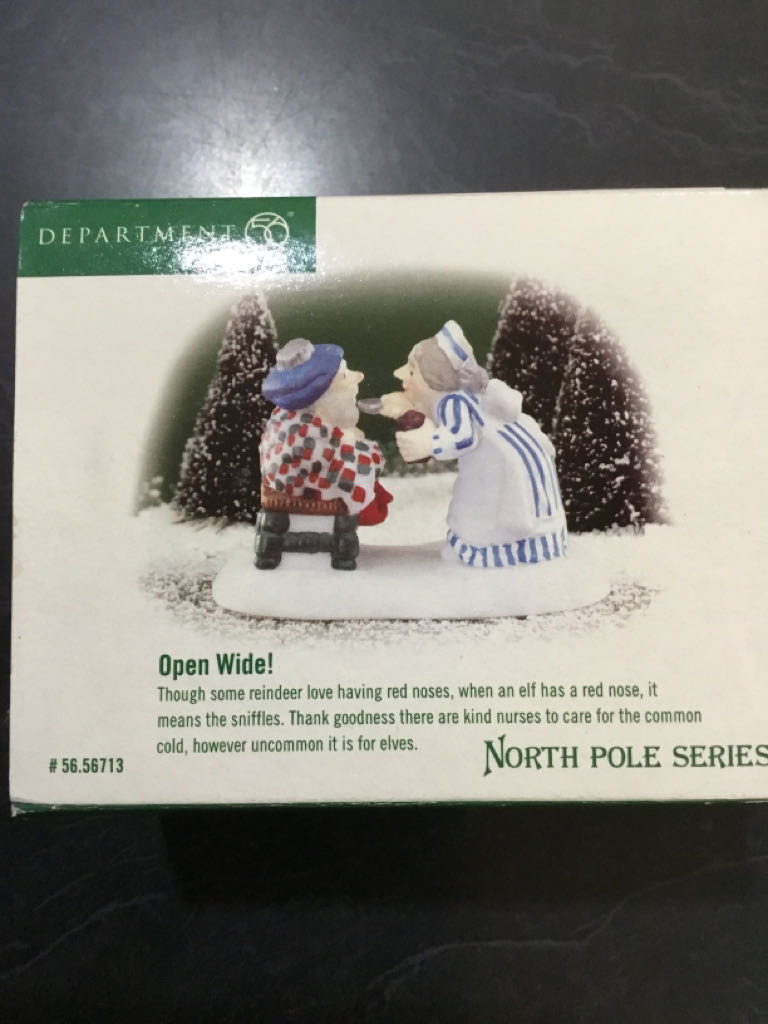 DEPARTMENT 56
Open Wide!
Though some reindeer love having red noses, when an elf has a red nose, it
means the sniffles. Thank goodness there are kind nurses to care for the common
cold, however uncommon it is for elves.
# 56.56713
NORTH POLE SERIES